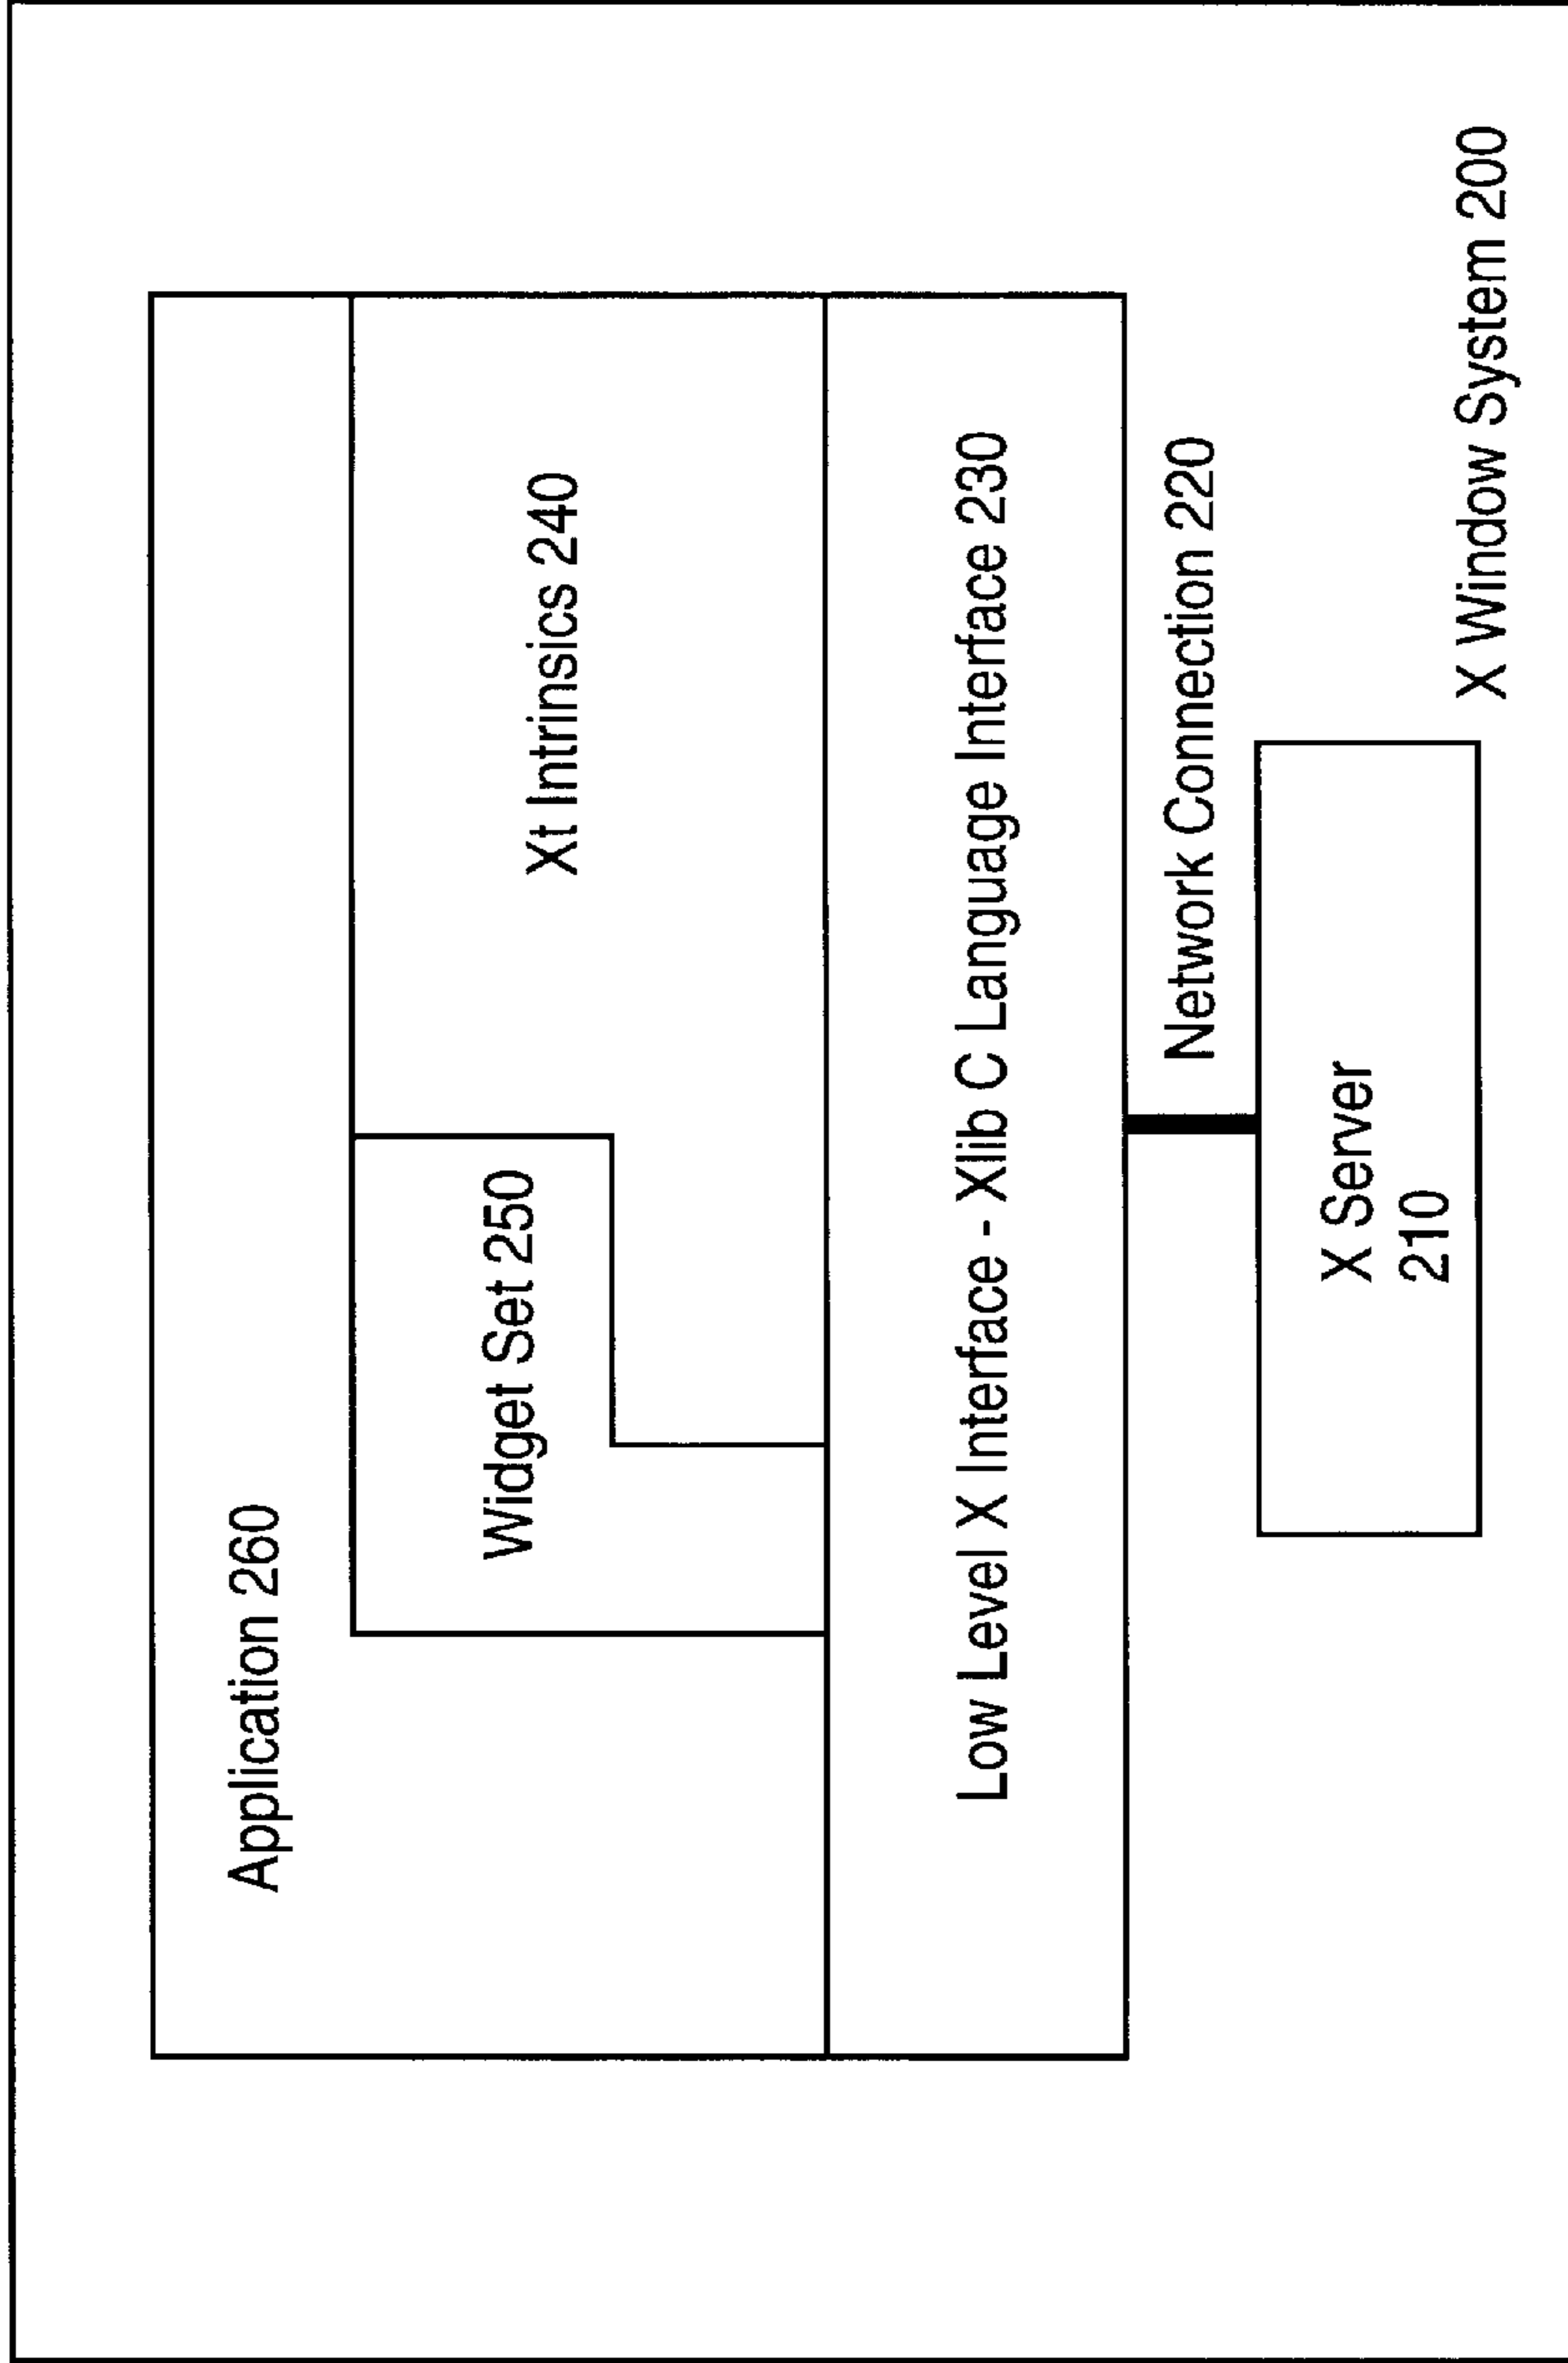 Application 260
Widget Set 250
Xt Intrinsics 240
Low Level X Interface - Xlib C Language Interface 230
Network Connection 220
X Server
210
X Window System 200